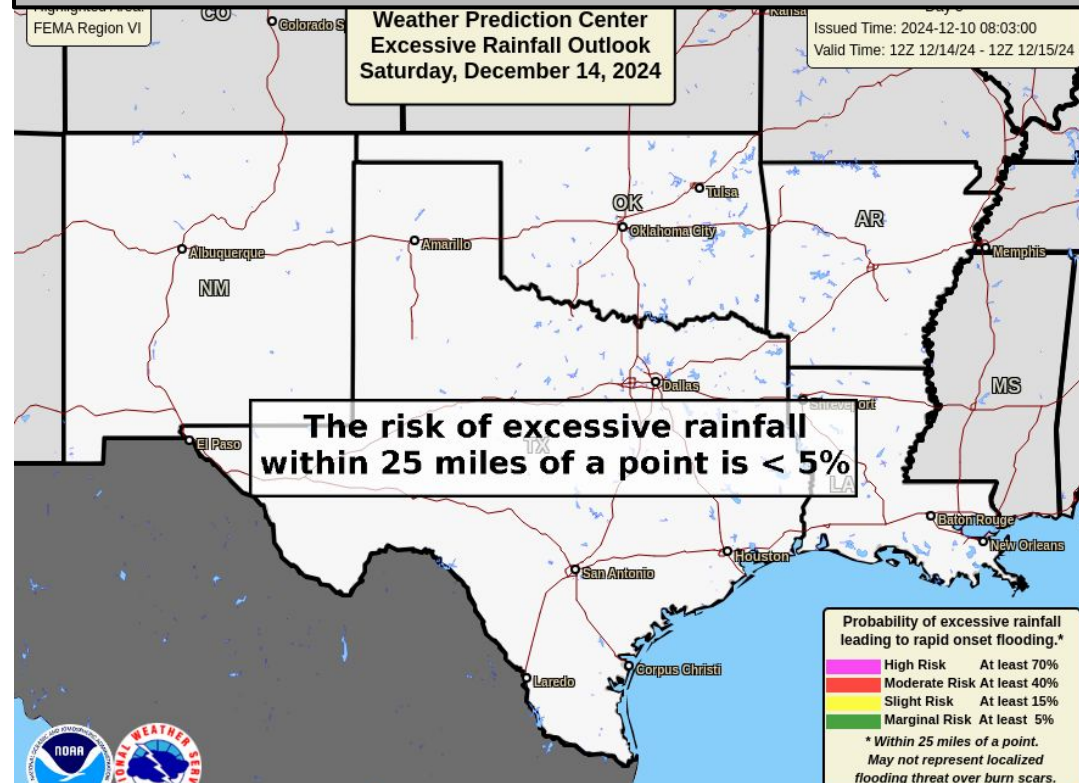 Highlighted Area:
FEMA Region VI
Weather Prediction Center
Excessive Rainfall Outlook
Saturday, December 14, 2024
Issued Time: 2024-12-10 08:03:00
Valid Time: 12Z 12/14/24 - 12Z 12/15/24
CO
Colorado S
Kansa
Tulsa
OK
Oklahoma City
AR
Albuquerque
Amarillo
Memphis
NM
Dallas
MS
Shreveport
The risk of excessive rainfall
within 25 miles of a point is < 5%
El Paso
TX
LA
Baton Rouge
New Orleans
Houston
San Antonio
Corpus Christi
Laredo
Probability of excessive rainfall
leading to rapid onset flooding.*
High Risk At least 70%
Moderate Risk At least 40%
Slight Risk At least 15%
Marginal Risk At least 5%
* Within 25 miles of a point.
May not represent localized
flooding threat over burn scars.
NOAA